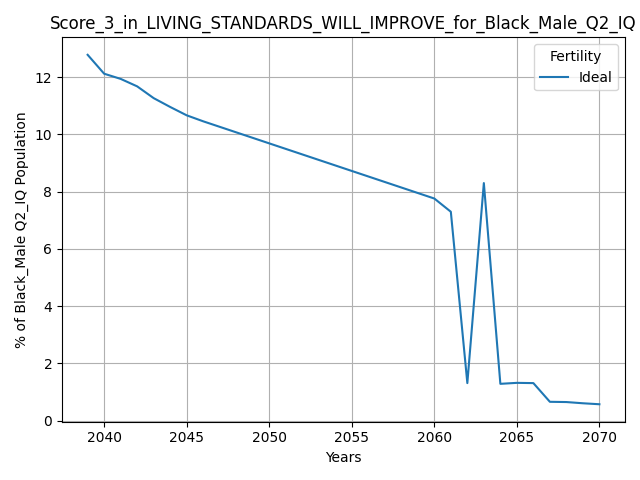 Score_3_in_LIVING_STANDARDS_WILL_IMPROVE_for_Black_Male_Q2_IQ
Fertility
Ideal
% of Black_Male Q2_IQ Population
12
10
8
6
4
2
0
2040 2045 2050 2055 2060 2065 2070
Years